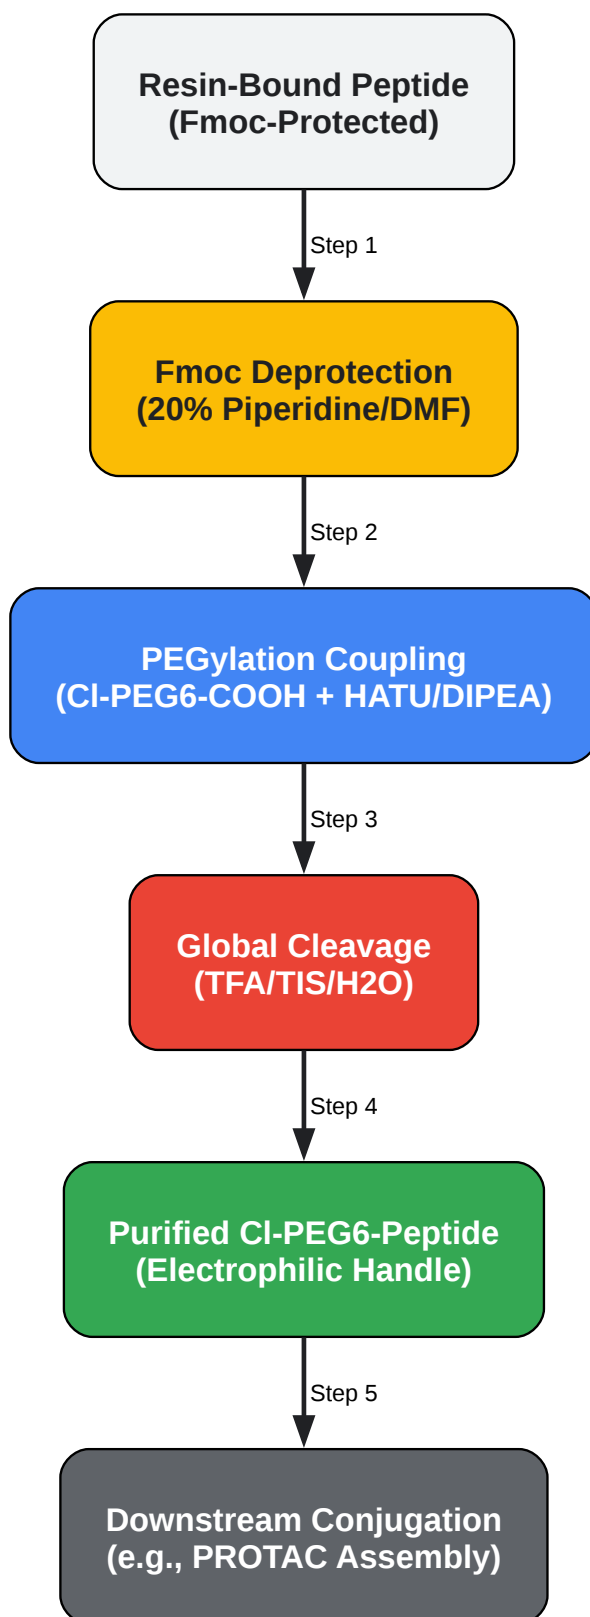 Resin-Bound Peptide
(Fmoc-Protected)
Step 1
Fmoc Deprotection
(20% Piperidine/DMF)
Step 2
PEGylation Coupling
(Cl-PEG6-COOH + HATU/DIPEA)
Step 3
Global Cleavage
(TFA/TIS/H2O)
Step 4
Purified Cl-PEG6-Peptide
(Electrophilic Handle)
Step 5
Downstream Conjugation
(e.g., PROTAC Assembly)